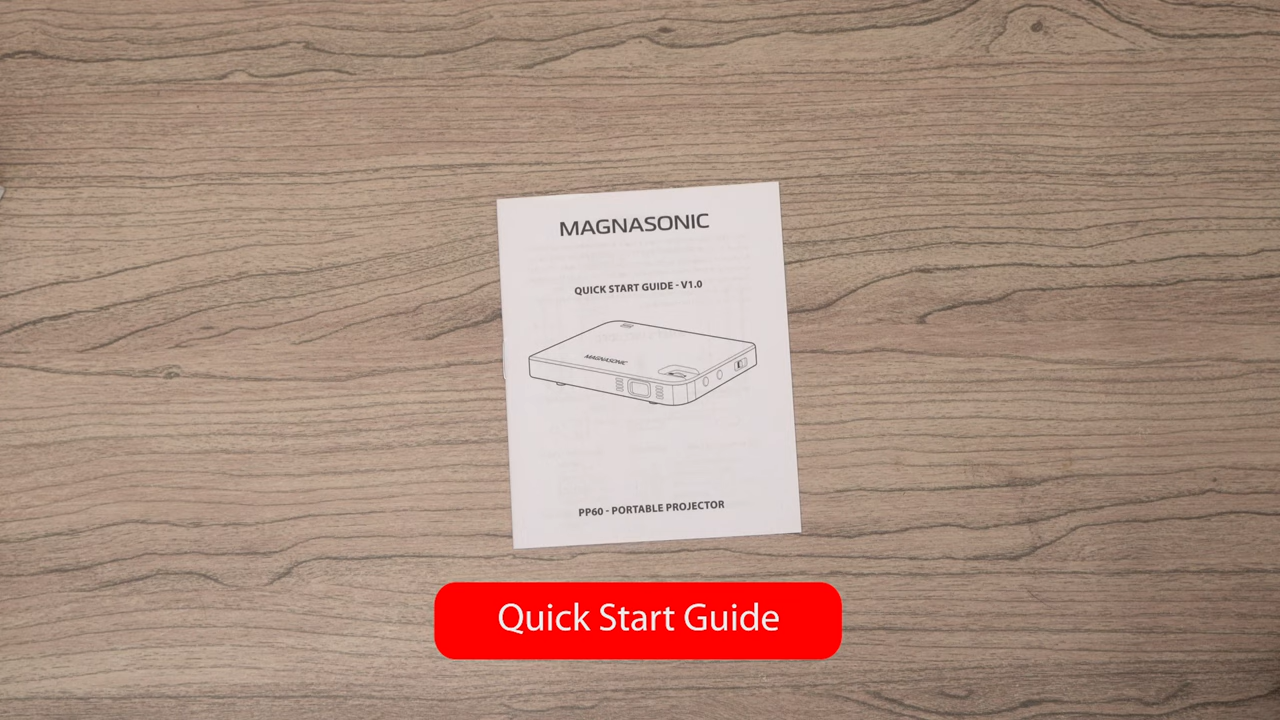 MAGNASONIC
QUICK START GUIDE - V1.0
MAGNASONIC
PP60 - PORTABLE PROJECTOR
Quick Start Guide